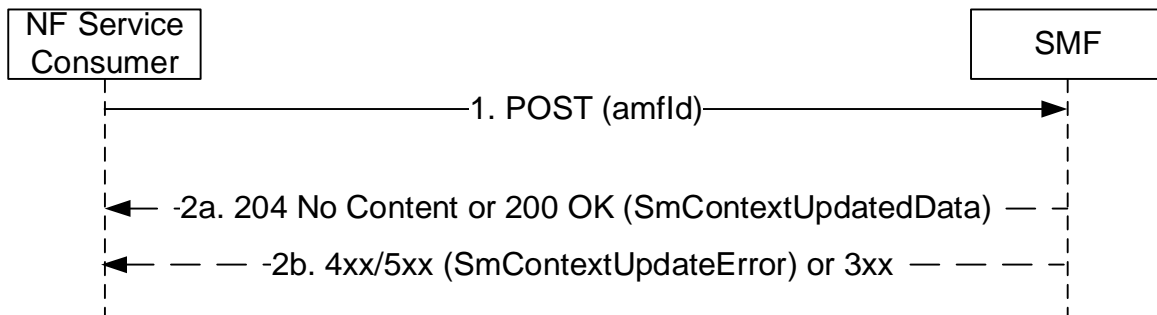 NF Service
Consumer
SMF
1. POST (amfId)
2a. 204 No Content or 200 OK (SmContextUpdatedData)
2b. 4xx/5xx (SmContextUpdateError) or 3xx